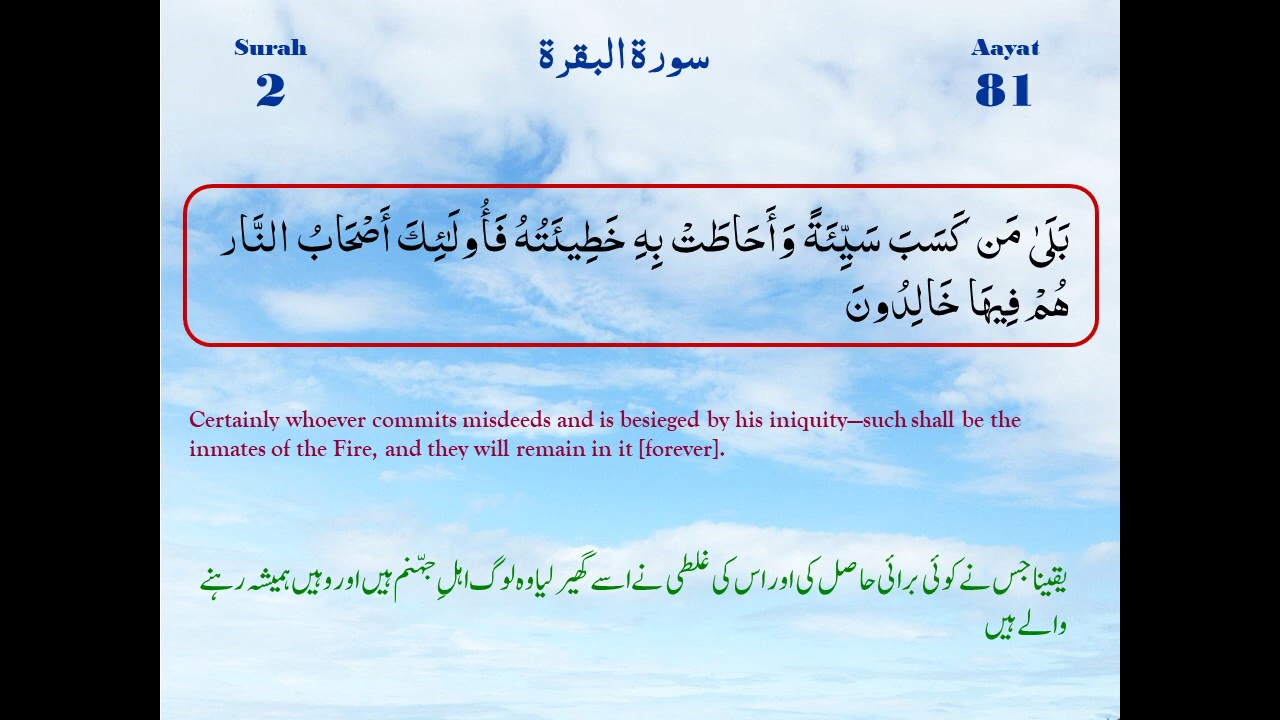 Surah
2
سورة البقرة
Aayat
81
بَلَىٰ مَن كَسَبَ سَيِّئَةً وَأَحَاطَتْ بِهِ خَطِيئَتُهُ فَأُولَٰئِكَ أَصْحَابُ النَّار
هُمْ فِيهَا خَالِدُونَ
Certainly whoever commits misdeeds and is besieged by his iniquity—such shall be the
inmates of the Fire, and they will remain in it [forever].
یقینا جس نے کوئی برائی حاصل کی اور اس کی غلطی نے اسے گھیر لیا وہ لوگ اہلِ جہّنم ہیں اور وہیں ہمیشہ رہنے
والے ہیں